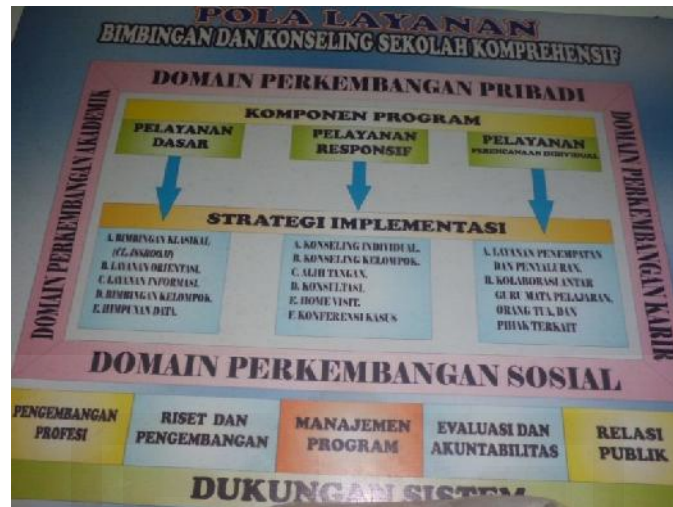 POLA LAYANAN
BIMBINGAN DAN KONSELING SEKOLAH KOMPREHENSIF
DOMAIN PERKEMBANGAN PRIBADI
DOMAIN PERKEMBANGAN AKADEMIK
DOMAIN PERKEMBANGAN KARIR
KOMPONEN PROGRAM
PELAYANAN
DASAR
PELAYANAN
RESPONSIF
PELAYANAN
PERENCANAAN INDIVIDUAL
STRATEGI IMPLEMENTASI
A. BIMBINGAN KLASIKAL
B. LAYANAN ORIENTASI.
C. LAYANAN INFORMASI.
D. BIMBINGAN KELOMPOK.
E. HIMPUNAN DATA.
A. KONSELING INDIVIDUAL.
B. KONSELING KELOMPOK.
C. ALIH TANGAN.
D. KONSULTASI.
E. HOME VISIT.
F. KONFERENSI KASUS
A. LAYANAN PENEMPATAN
DAN PENYALURAN.
B. KOLABORASI ANTAR
GURU MATA PELAJARAN,
ORANG TUA, DAN
PIHAK TERKAIT
DOMAIN PERKEMBANGAN SOSIAL
PENGEMBANGAN
PROFESI
RISET DAN
PENGEMBANGAN
MANAJEMEN
PROGRAM
EVALUASI DAN
AKUNTABILITAS
RELASI
PUBLIK
DUKUNGAN SISTEM